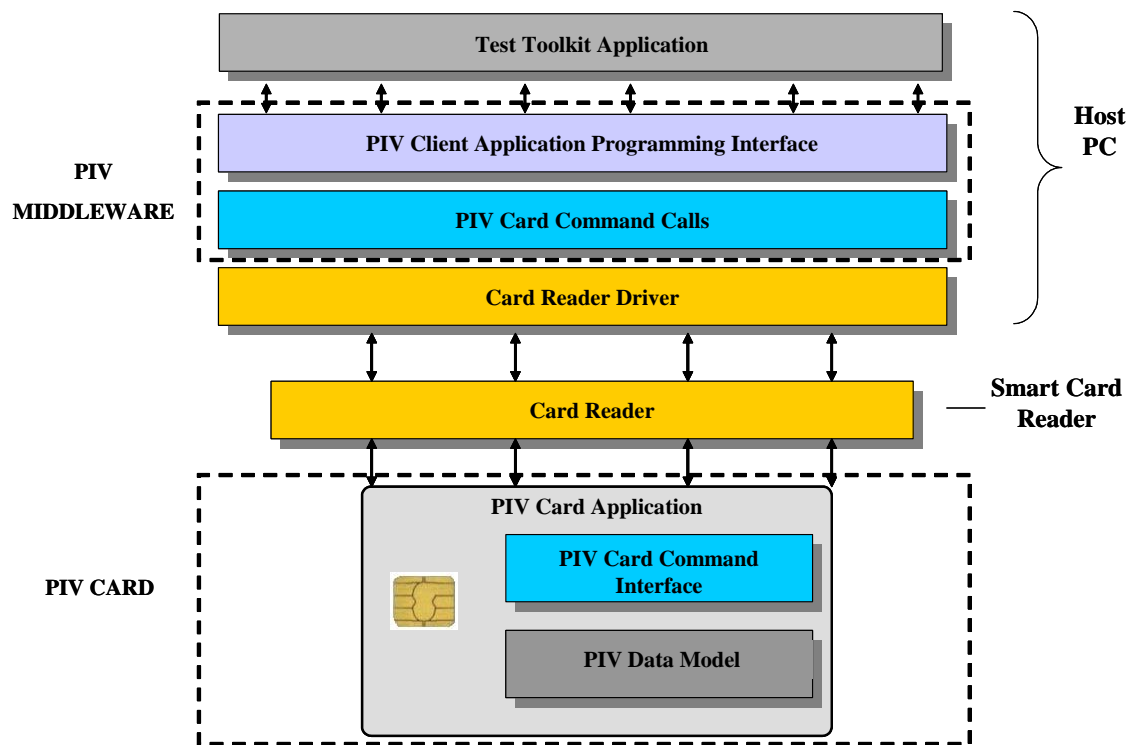 Test Toolkit Application
Host
PC
PIV Client Application Programming Interface
PIV
MIDDLEWARE
PIV Card Command Calls
Card Reader Driver
Card Reader
Smart Card
Reader
PIV Card Application
PIV Card Command
Interface
PIV CARD
PIV Data Model